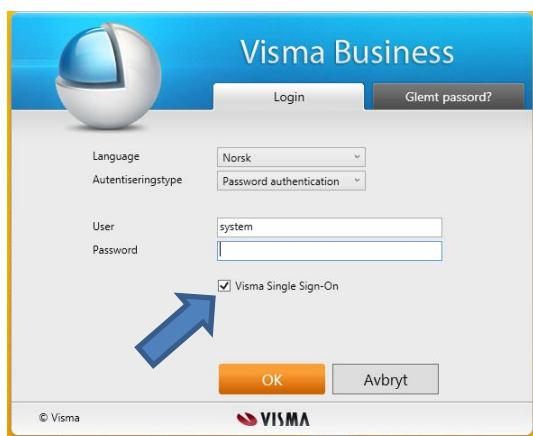 Visma Business
Login
Glemt passord?
Language
Norsk
Autentiseringstype
Password authentication
User
system
Password
Visma Single Sign-On
OK
Avbryt
© Visma
VISMA